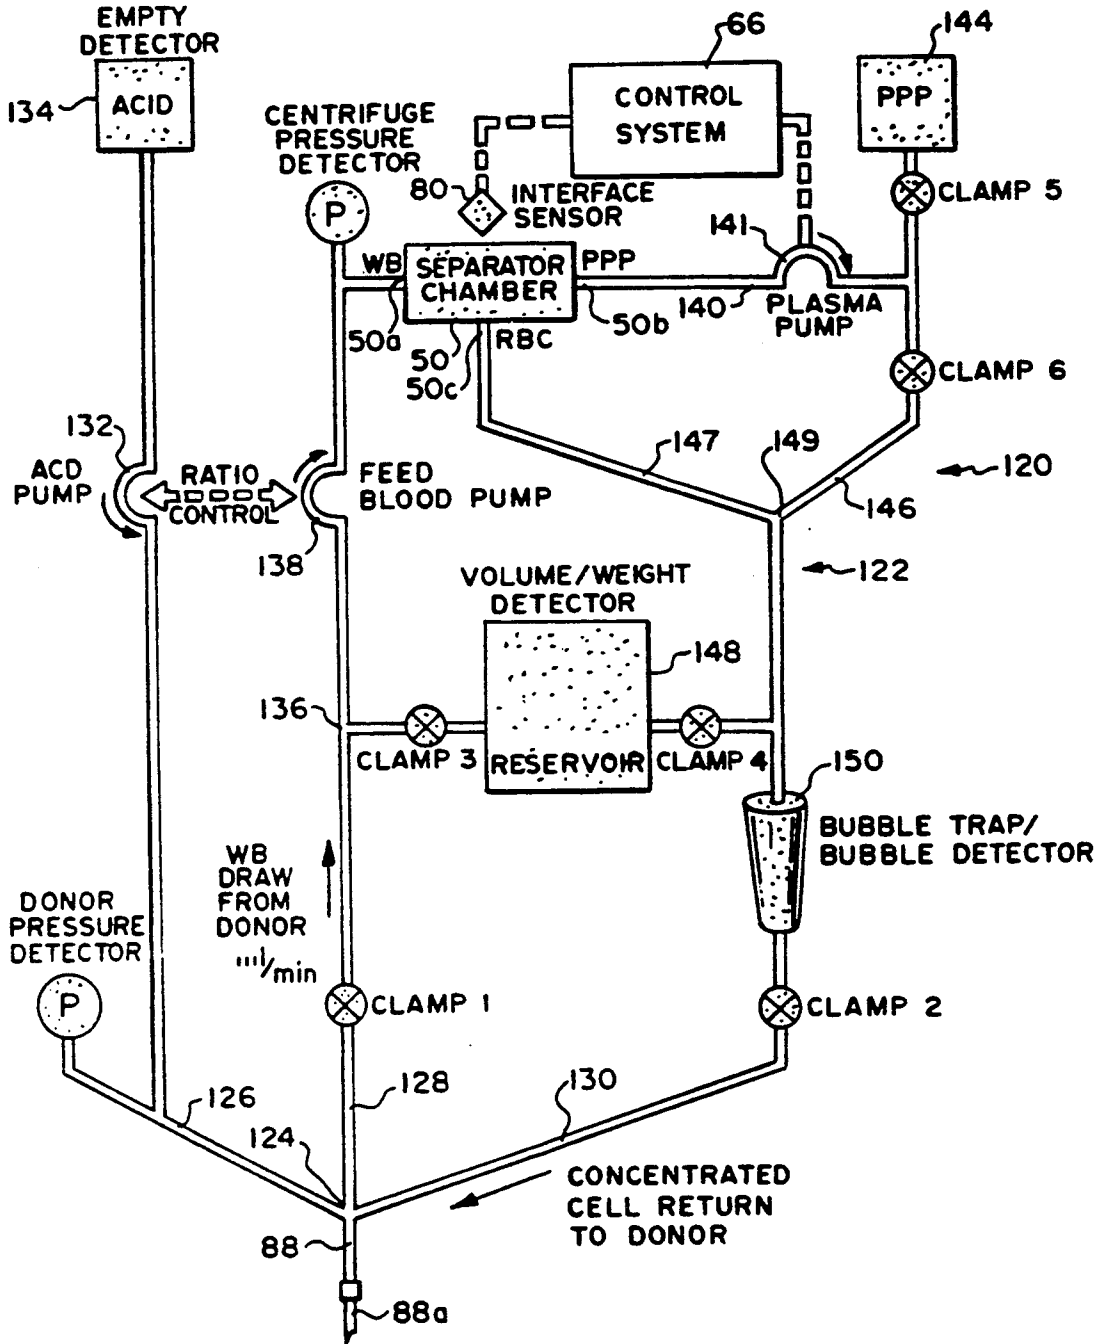 EMPTY
DETECTOR
134
ACID
66
CONTROL
SYSTEM
144
PPP
CENTRIFUGE
PRESSURE
DETECTOR
P
80
INTERFACE
SENSOR
CLAMP 5
141
WB
SEPARATOR
CHAMBER
PPP
50a
50
50c
RBC
50b
140
PLASMA
PUMP
CLAMP 6
132
ACD
PUMP
RATIO
CONTROL
FEED
BLOOD PUMP
138
147
149
120
146
122
VOLUME/WEIGHT
DETECTOR
148
136
CLAMP 3
RESERVOIR
CLAMP 4
150
BUBBLE TRAP/
BUBBLE DETECTOR
WB
DRAW
FROM
DONOR
/min
DONOR
PRESSURE
DETECTOR
P
CLAMP 1
CLAMP 2
128
130
126
124
CONCENTRATED
CELL RETURN
TO DONOR
88
88a